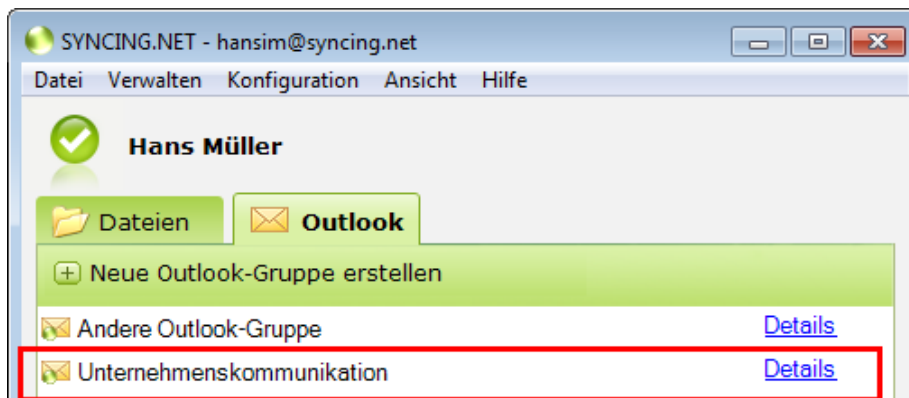 SYNCING.NET - hansim@syncing.net
Datei Verwalten Konfiguration Ansicht Hilfe
Hans Müller
Dateien Outlook
Neue Outlook-Gruppe erstellen
Andere Outlook-Gruppe Details
Unternehmenskommunikation Details